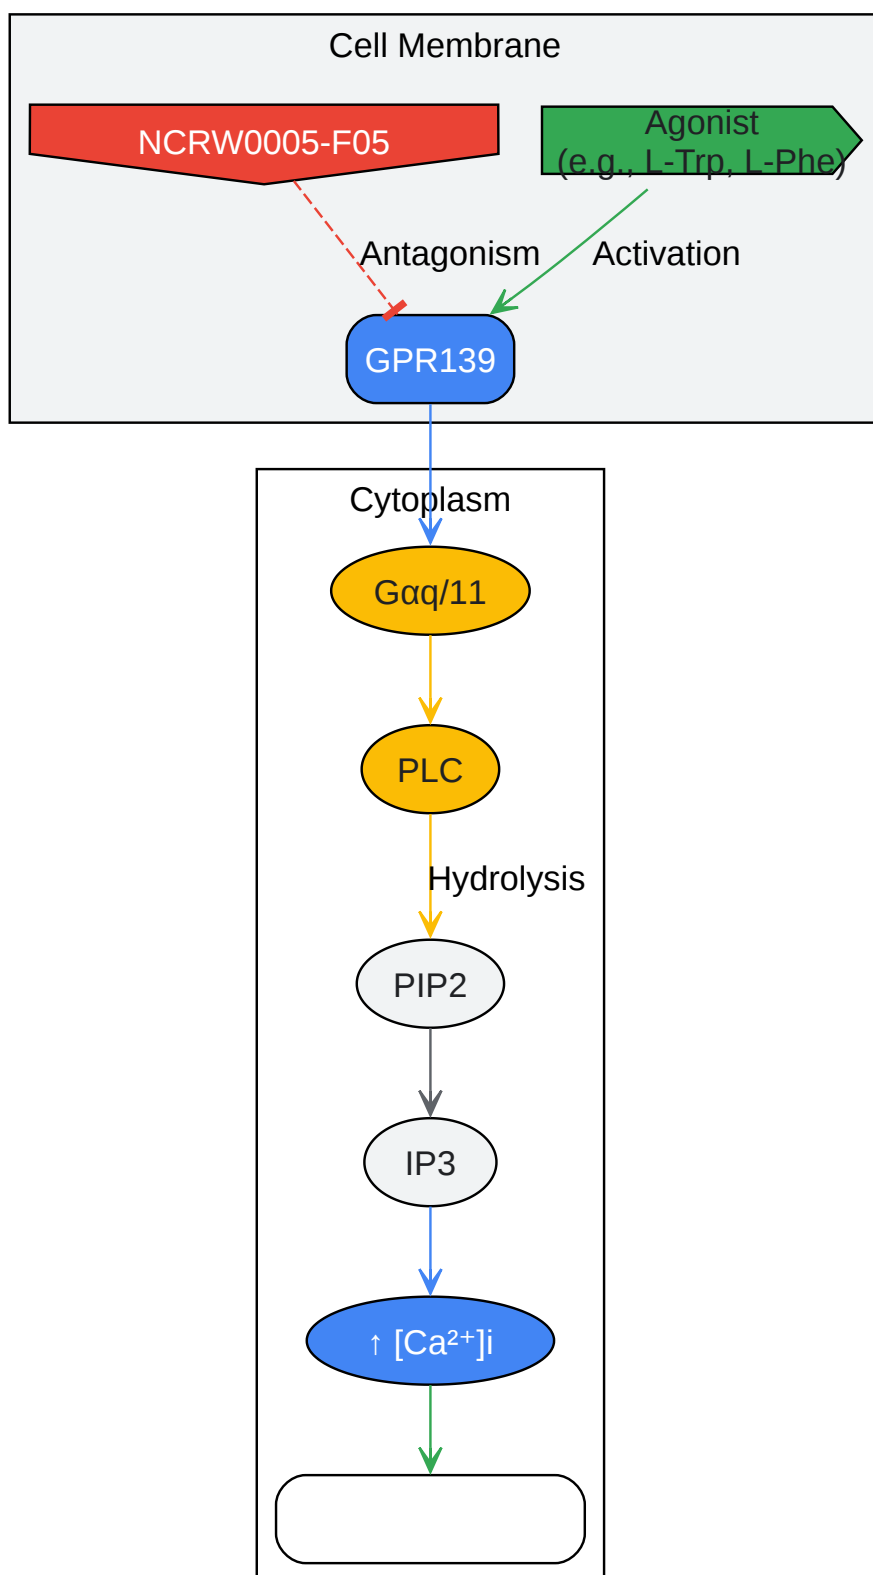 Cell Membrane
NCRW0005-F05
Agonist
(e.g., L-Trp, L-Phe)
Antagonism
Activation
GPR139
Cytoplasm
Gαq/11
PLC
Hydrolysis
PIP2
IP3
↑ [Ca²⁺]i